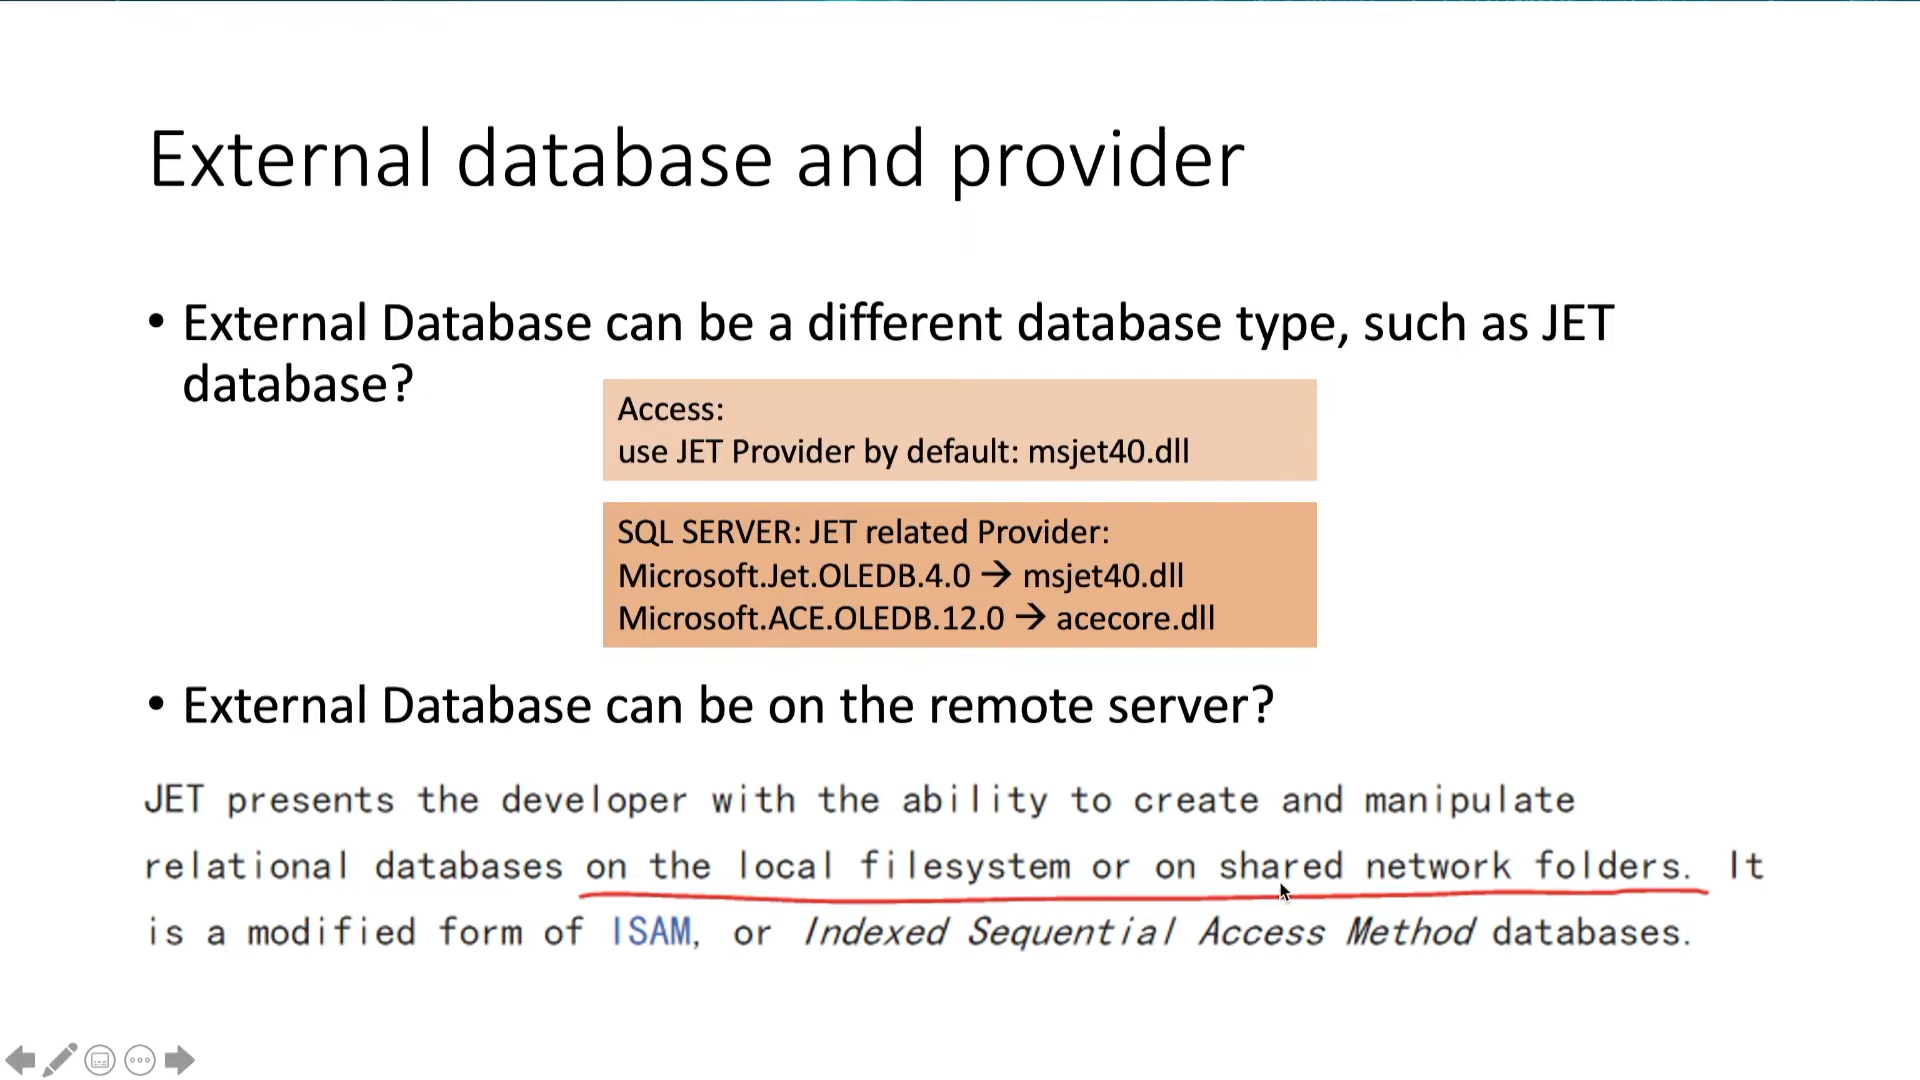 External database and provider
• External Database can be a different database type, such as JET
database?
Access:
use JET Provider by default: msjet40.dll
SQL SERVER: JET related Provider:
Microsoft.Jet.OLEDB.4.0 → msjet40.dll
Microsoft.ACE.OLEDB.12.0 → acecore.dll
• External Database can be on the remote server?
JET presents the developer with the ability to create and manipulate
relational databases on the local filesystem or on shared network folders. It
is a modified form of ISAM, or Indexed Sequential Access Method databases.